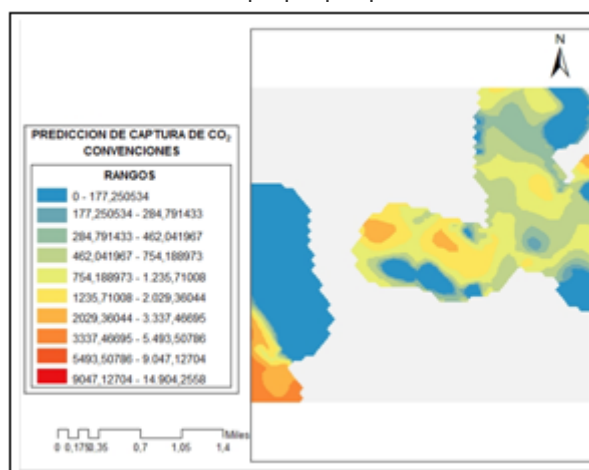 N
PREDICCION DE CAPTURA DE CO₂
CONVENCIONES
RANGOS
0 - 177,250534
177,250534 - 284,791433
284,791433 - 462,041967
462,041967 - 754,188973
754,188973 - 1.235,71008
1235,71008 - 2.029,36044
2029,36044 - 3.337,46695
3337,46695 - 5.493,50786
5493,50786 - 9.047,12704
9047,12704 - 14.904,2558
Miles
0 0,175 0,35 0,7 1,05 1,4